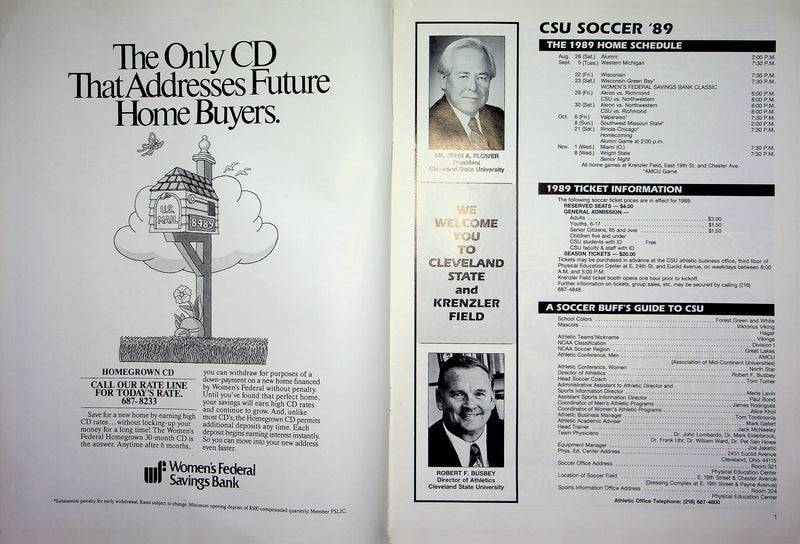 The Only CD
That Addresses Future
Home Buyers.
U.S.
MAIL
8989
HOMEGROWN CD
CALL OUR RATE LINE
FOR TODAY'S RATE.
687-8233
Save for a new home by earning high
CD rates...without locking-up your
money for a long time! The Women's
Federal Homegrown 30-month CD is
the answer. Anytime after 6 months,
you can withdraw for purposes of a
down-payment on a new home financed
by Women's Federal without penalty.
Until you've found that perfect home,
your savings will earn high CD rates
and continue to grow. And, unlike
most CD's, the Homegrown CD permits
additional deposits any time. Each
deposit begins earning interest instantly.
So you can move into your new address
even faster.
Women's Federal
Savings Bank
*Substantial penalty for early withdrawal. Rates subject to change. Minimum opening deposit of $500 compounded quarterly. Member FSLIC.
DR. JOHN A. FLOWER
President
Cleveland State University
WE
WELCOME
YOU
TO
CLEVELAND
STATE
and
KRENZLER
FIELD
ROBERT F. BUSBEY
Director of Athletics
Cleveland State University
CSU SOCCER '89
THE 1989 HOME SCHEDULE
Aug. 26 (Sat.) Alumni 2:00 P.M.
Sept. 5 (Tues.) Western Michigan 7:30 P.M.
22 (Fri.) Wisconsin 7:30 P.M.
23 (Sat.) Wisconsin-Green Bay* 7:30 P.M.
WOMEN'S FEDERAL SAVINGS BANK CLASSIC
29 (Fri.) Akron vs. Richmond 6:00 P.M.
CSU vs. Northwestern 8:00 P.M.
30 (Sat.) Akron vs. Northwestern 6:00 P.M.
CSU vs. Richmond 8:00 P.M.
Oct. 6 (Fri.) Valparaiso* 7:30 P.M.
8 (Sun.) Southwest Missouri State* 2:00 P.M.
21 (Sat.) Illinois-Chicago* 7:30 P.M.
Homecoming
Alumni Game at 2:00 p.m.
Nov. 1 (Wed.) Miami (O.) 7:30 P.M.
8 (Wed.) Wright State 7:30 P.M.
Senior Night
All home games at Krenzler Field, East 19th St. and Chester Ave.
*AMCU Game
1989 TICKET INFORMATION
The following soccer ticket prices are in effect for 1989:
RESERVED SEATS — $4.00
GENERAL ADMISSION —
Adults $3.00
Youths, 6-17 $1.50
Senior Citizens, 65 and over $1.50
Children five and under
CSU students with ID Free
CSU faculty & staff with ID
SEASON TICKETS — $20.00
Tickets may be purchased in advance at the CSU athletic business office, third floor of
Physical Education Center at E. 24th St. and Euclid Avenue, on weekdays between 8:00
A.M. and 5:00 P.M.
Krenzler Field ticket booth opens one hour prior to kickoff.
Further information on tickets, group sales, etc. may be secured by calling (216)
687-4848.
A SOCCER BUFF'S GUIDE TO CSU
School Colors Forest Green and White
Mascots Viktorius Viking
Hagar
Athletic Teams' Nickname Vikings
NCAA Classification Division I
NCAA Soccer Region Great Lakes
Athletic Conference, Men AMCU
(Association of Mid-Continent Universities)
Athletic Conference, Women North Star
Director of Athletics Robert F. Busbey
Head Soccer Coach Tom Turner
Administrative Assistant to Athletic Director and
Sports Information Director Merle Levin
Assistant Sports Information Director Paul Bond
Coordinator of Men's Athletic Programs James Rodriguez
Coordinator of Women's Athletic Programs Alice Khol
Athletic Business Manager Tom Tontimonia
Athletic Academic Adviser Mark Gefert
Head Trainer Jack McNeeley
Team Physicians Dr. John Lombardo, Dr. Mark Elderbrock,
Dr. Frank Uhr, Dr. William Ward, Dr. Pet Sen Howe
Equipment Manager Joe Jaketic
Phys. Ed. Center Address 2451 Euclid Avenue
Cleveland, Ohio 44115
Soccer Office Address Room 321
Physical Education Center
Location of Soccer Field E. 19th Street & Chester Avenue
(Dressing Complex at E. 19th Street & Payne Avenue)
Sports Information Office Address Room 324
Physical Education Center
Athletic Office Telephone: (216) 687-4800
1